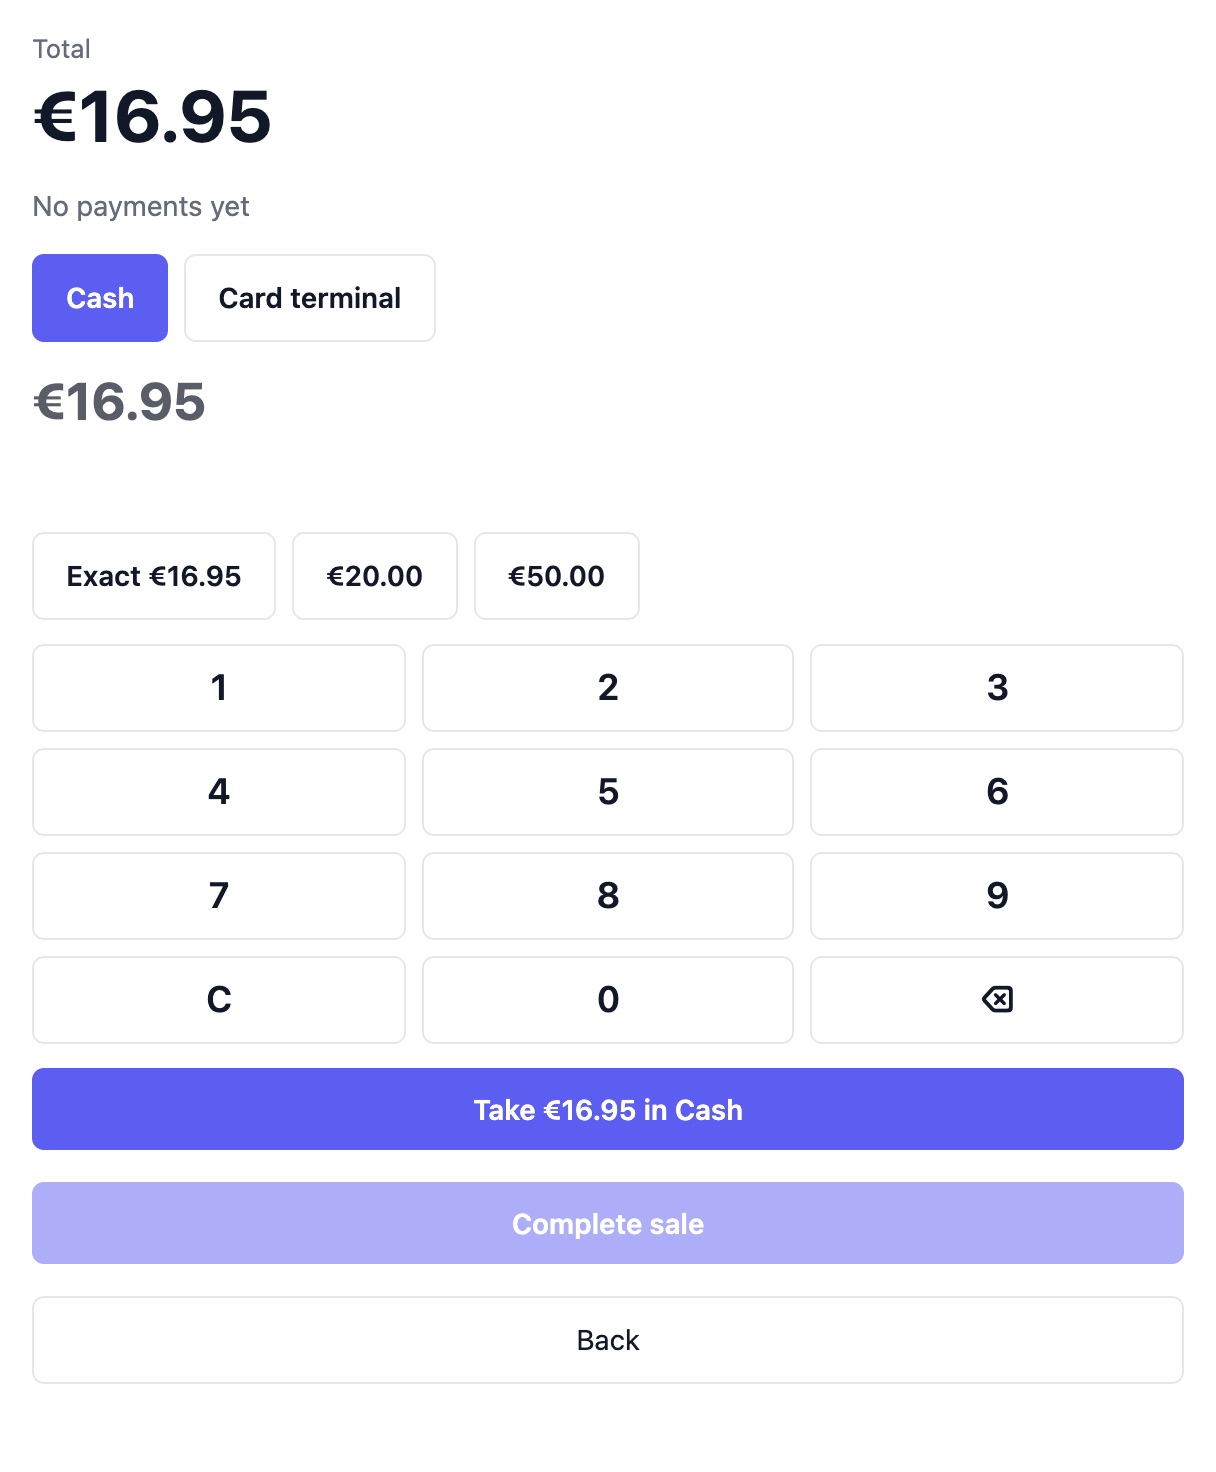 Total
€16.95
No payments yet
Cash Card terminal
€16.95
Exact €16.95 €20.00 €50.00
1 2 3
4 5 6
7 8 9
C 0
Take €16.95 in Cash
Complete sale
Back